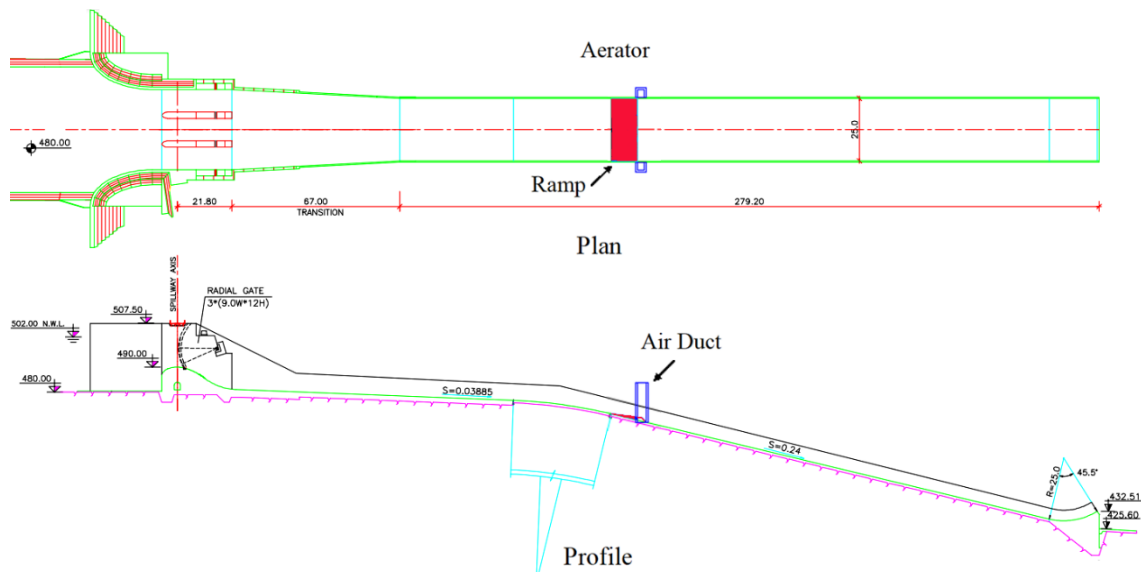 Aerator
480.00
25.0
Ramp
21.80
67.00
TRANSITION
279.20
Plan
SPILLWAY AXIS
RADIAL GATE
3*(9.0W*12H)
507.50
502.00 N.W.L.
490.00
480.00
Air Duct
S=0.03885
S=0.24
R=25.0
45.5°
432.51
425.60
Profile